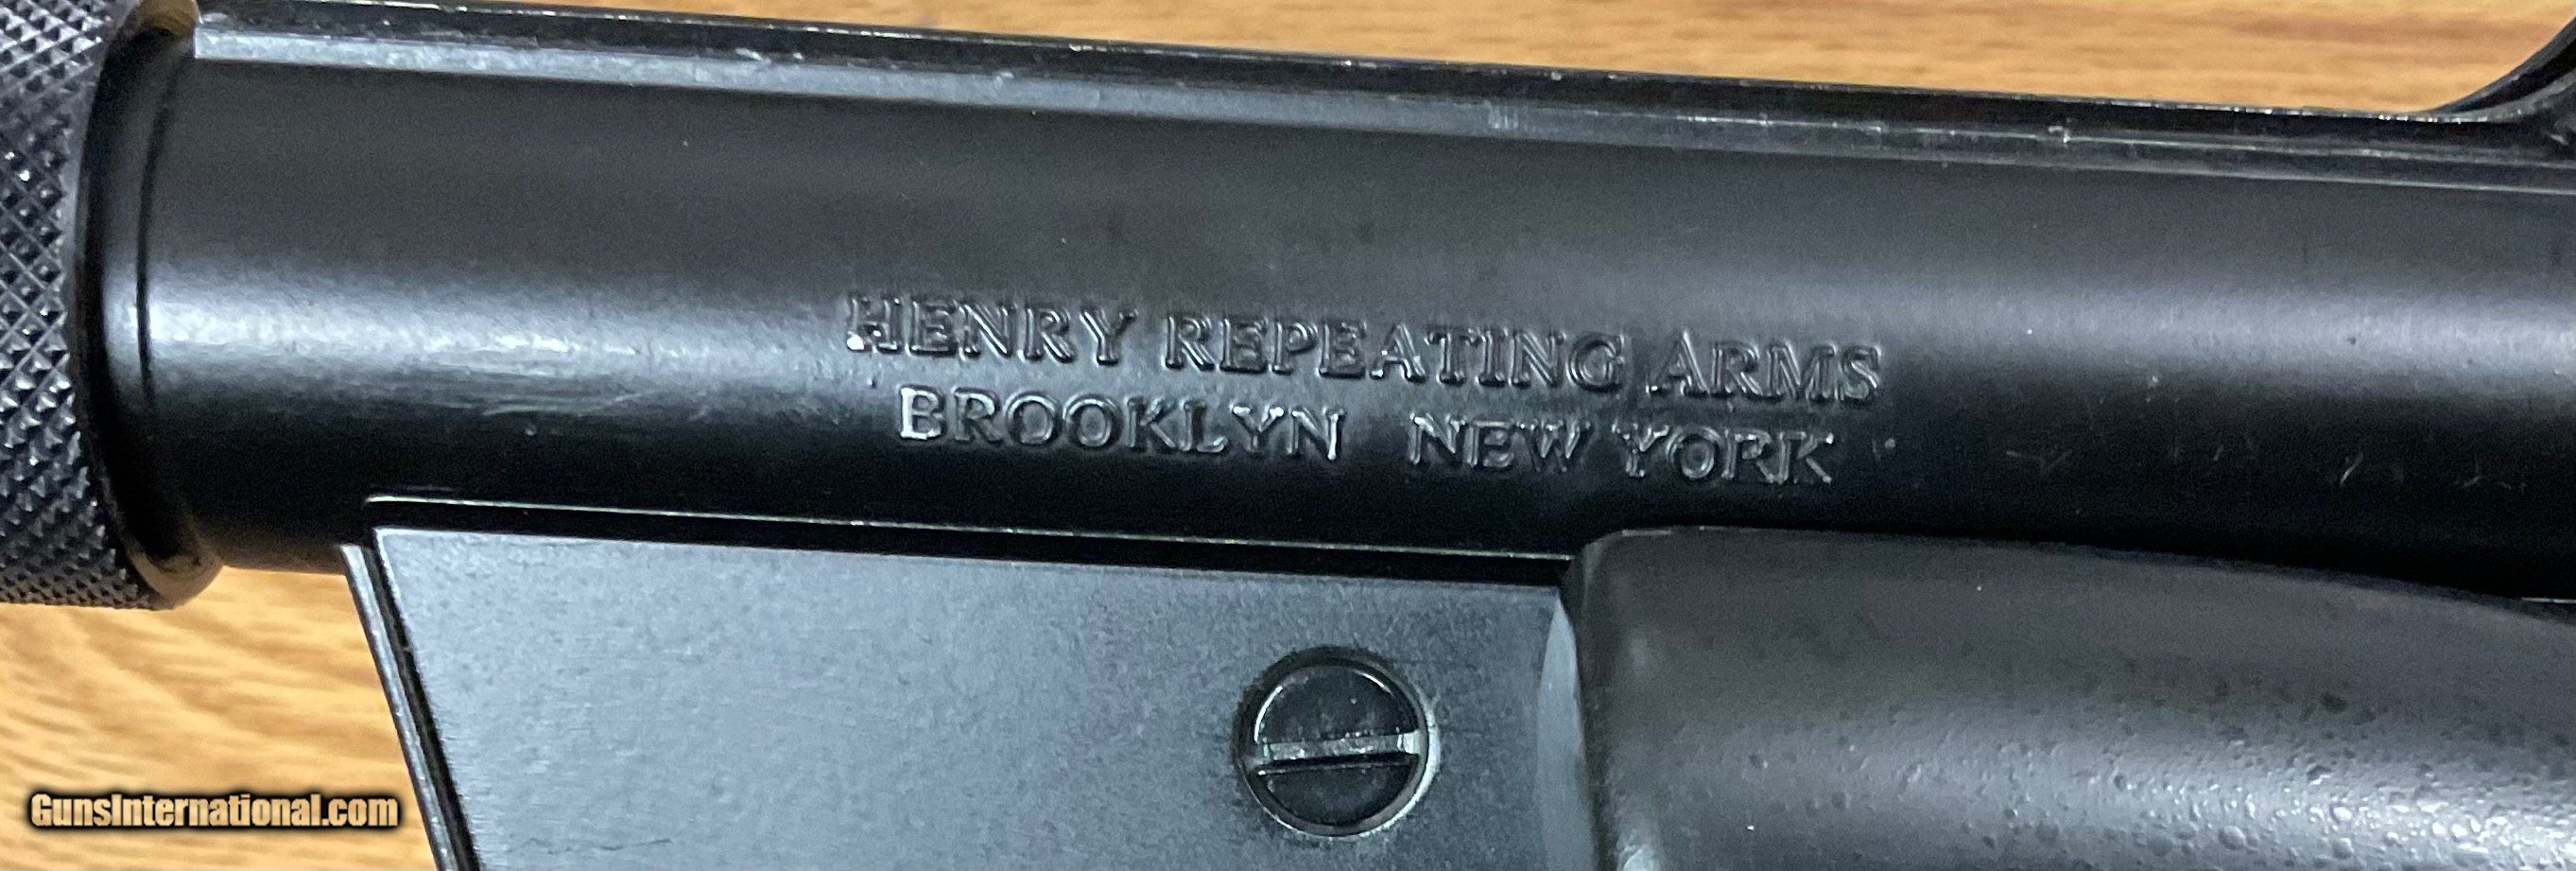 HENRY REPEATING ARMS
BROOKLYN NEW YORK
GunsInternational.com